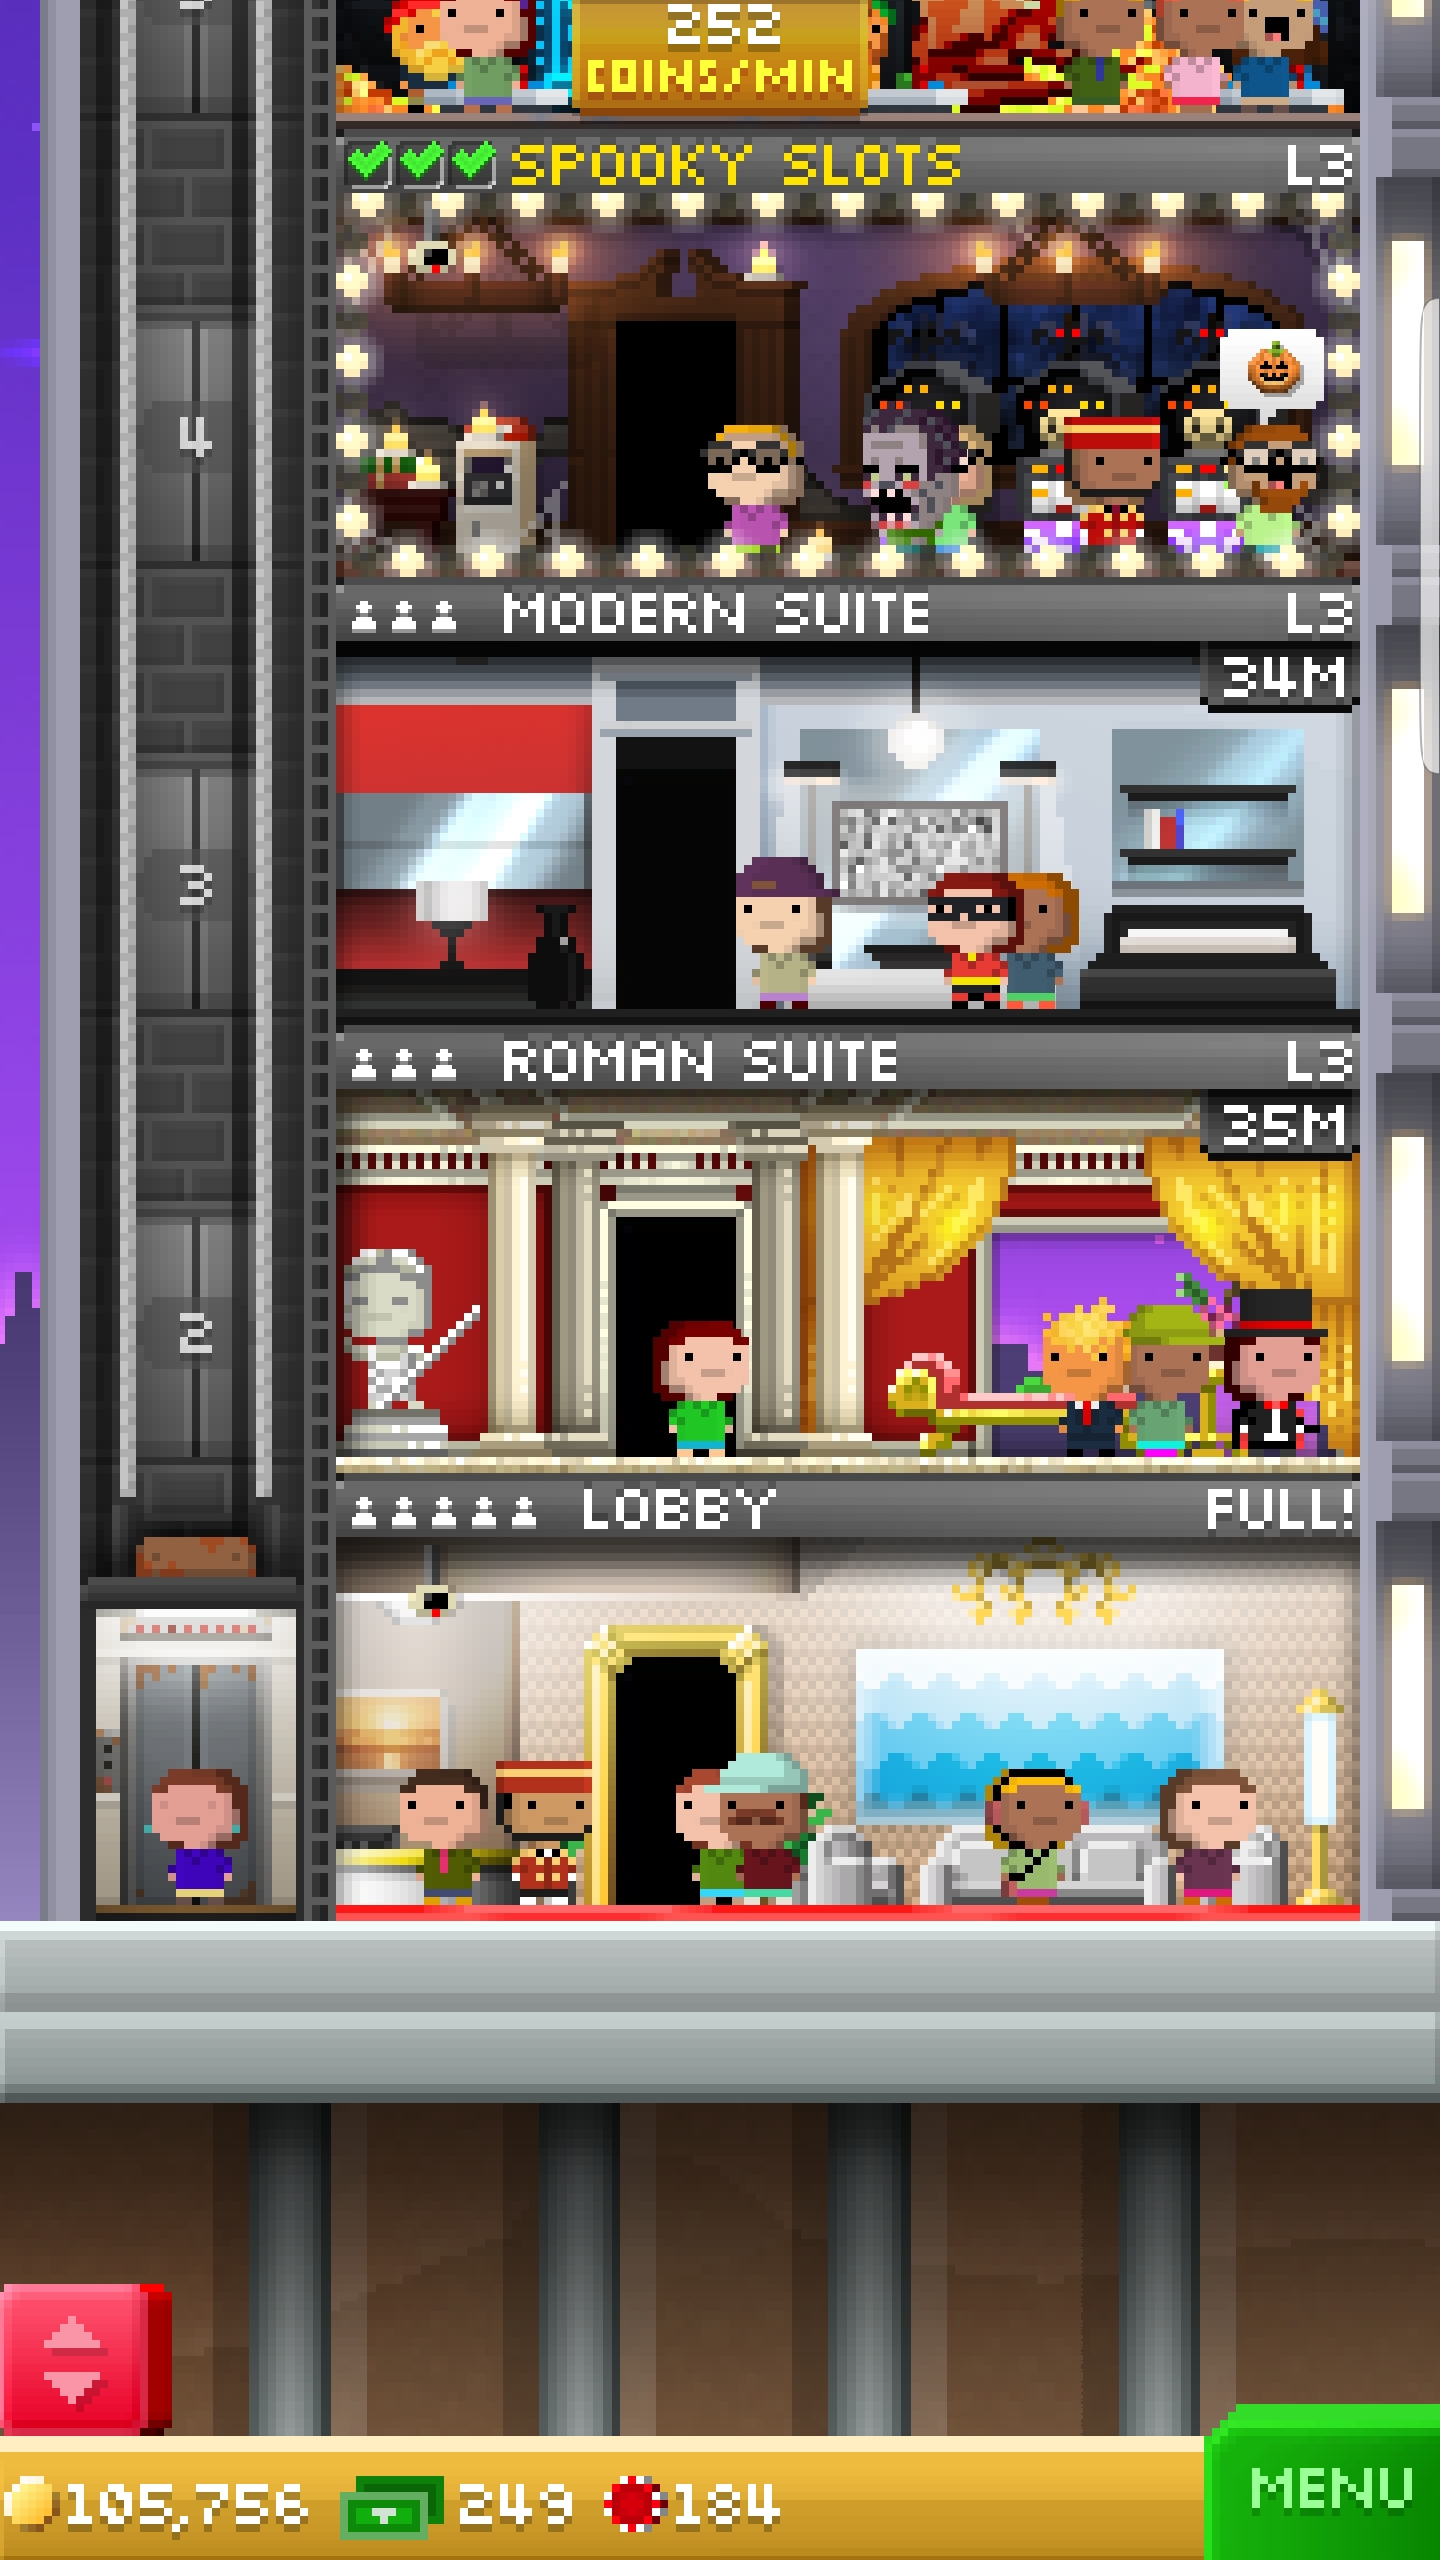 252
COINS/MIN
SPOOKY SLOTS L3
4
MODERN SUITE L3
34M
3
ROMAN SUITE L3
35M
2
LOBBY FULL!
105,756 249 184
MENU